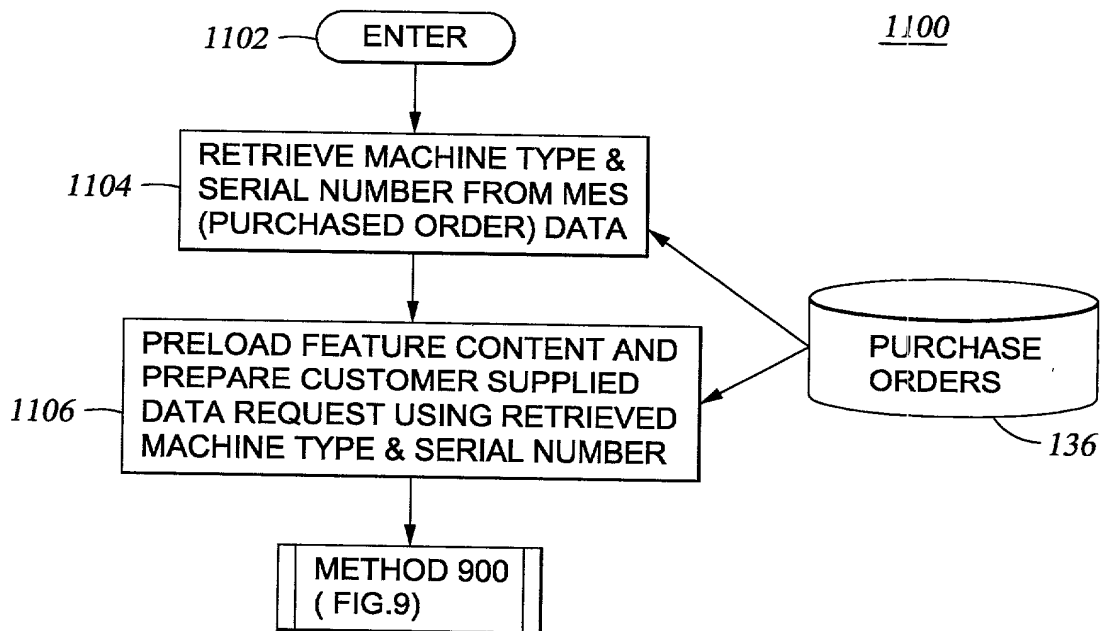 1102
ENTER
1100
1104
RETRIEVE MACHINE TYPE &
SERIAL NUMBER FROM MES
(PURCHASED ORDER) DATA
1106
PRELOAD FEATURE CONTENT AND
PREPARE CUSTOMER SUPPLIED
DATA REQUEST USING RETRIEVED
MACHINE TYPE & SERIAL NUMBER
PURCHASE
ORDERS
136
METHOD 900
( FIG.9)